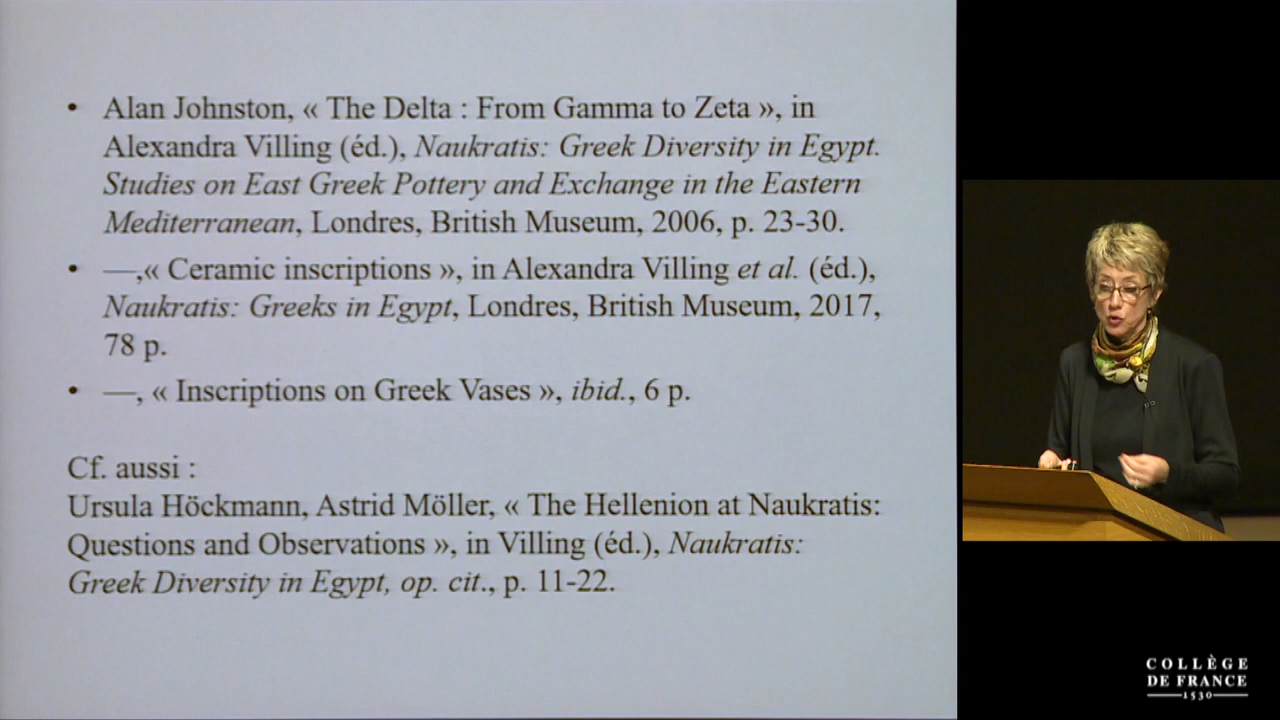 • Alan Johnston, « The Delta : From Gamma to Zeta », in
Alexandra Villing (éd.), Naukratis: Greek Diversity in Egypt.
Studies on East Greek Pottery and Exchange in the Eastern
Mediterranean, Londres, British Museum, 2006, p. 23-30.
• —,« Ceramic inscriptions », in Alexandra Villing et al. (éd.),
Naukratis: Greeks in Egypt, Londres, British Museum, 2017,
78 p.
• —, « Inscriptions on Greek Vases », ibid., 6 p.
Cf. aussi :
Ursula Höckmann, Astrid Möller, « The Hellenion at Naukratis:
Questions and Observations », in Villing (éd.), Naukratis:
Greek Diversity in Egypt, op. cit., p. 11-22.
COLLÈGE
DE FRANCE
1530